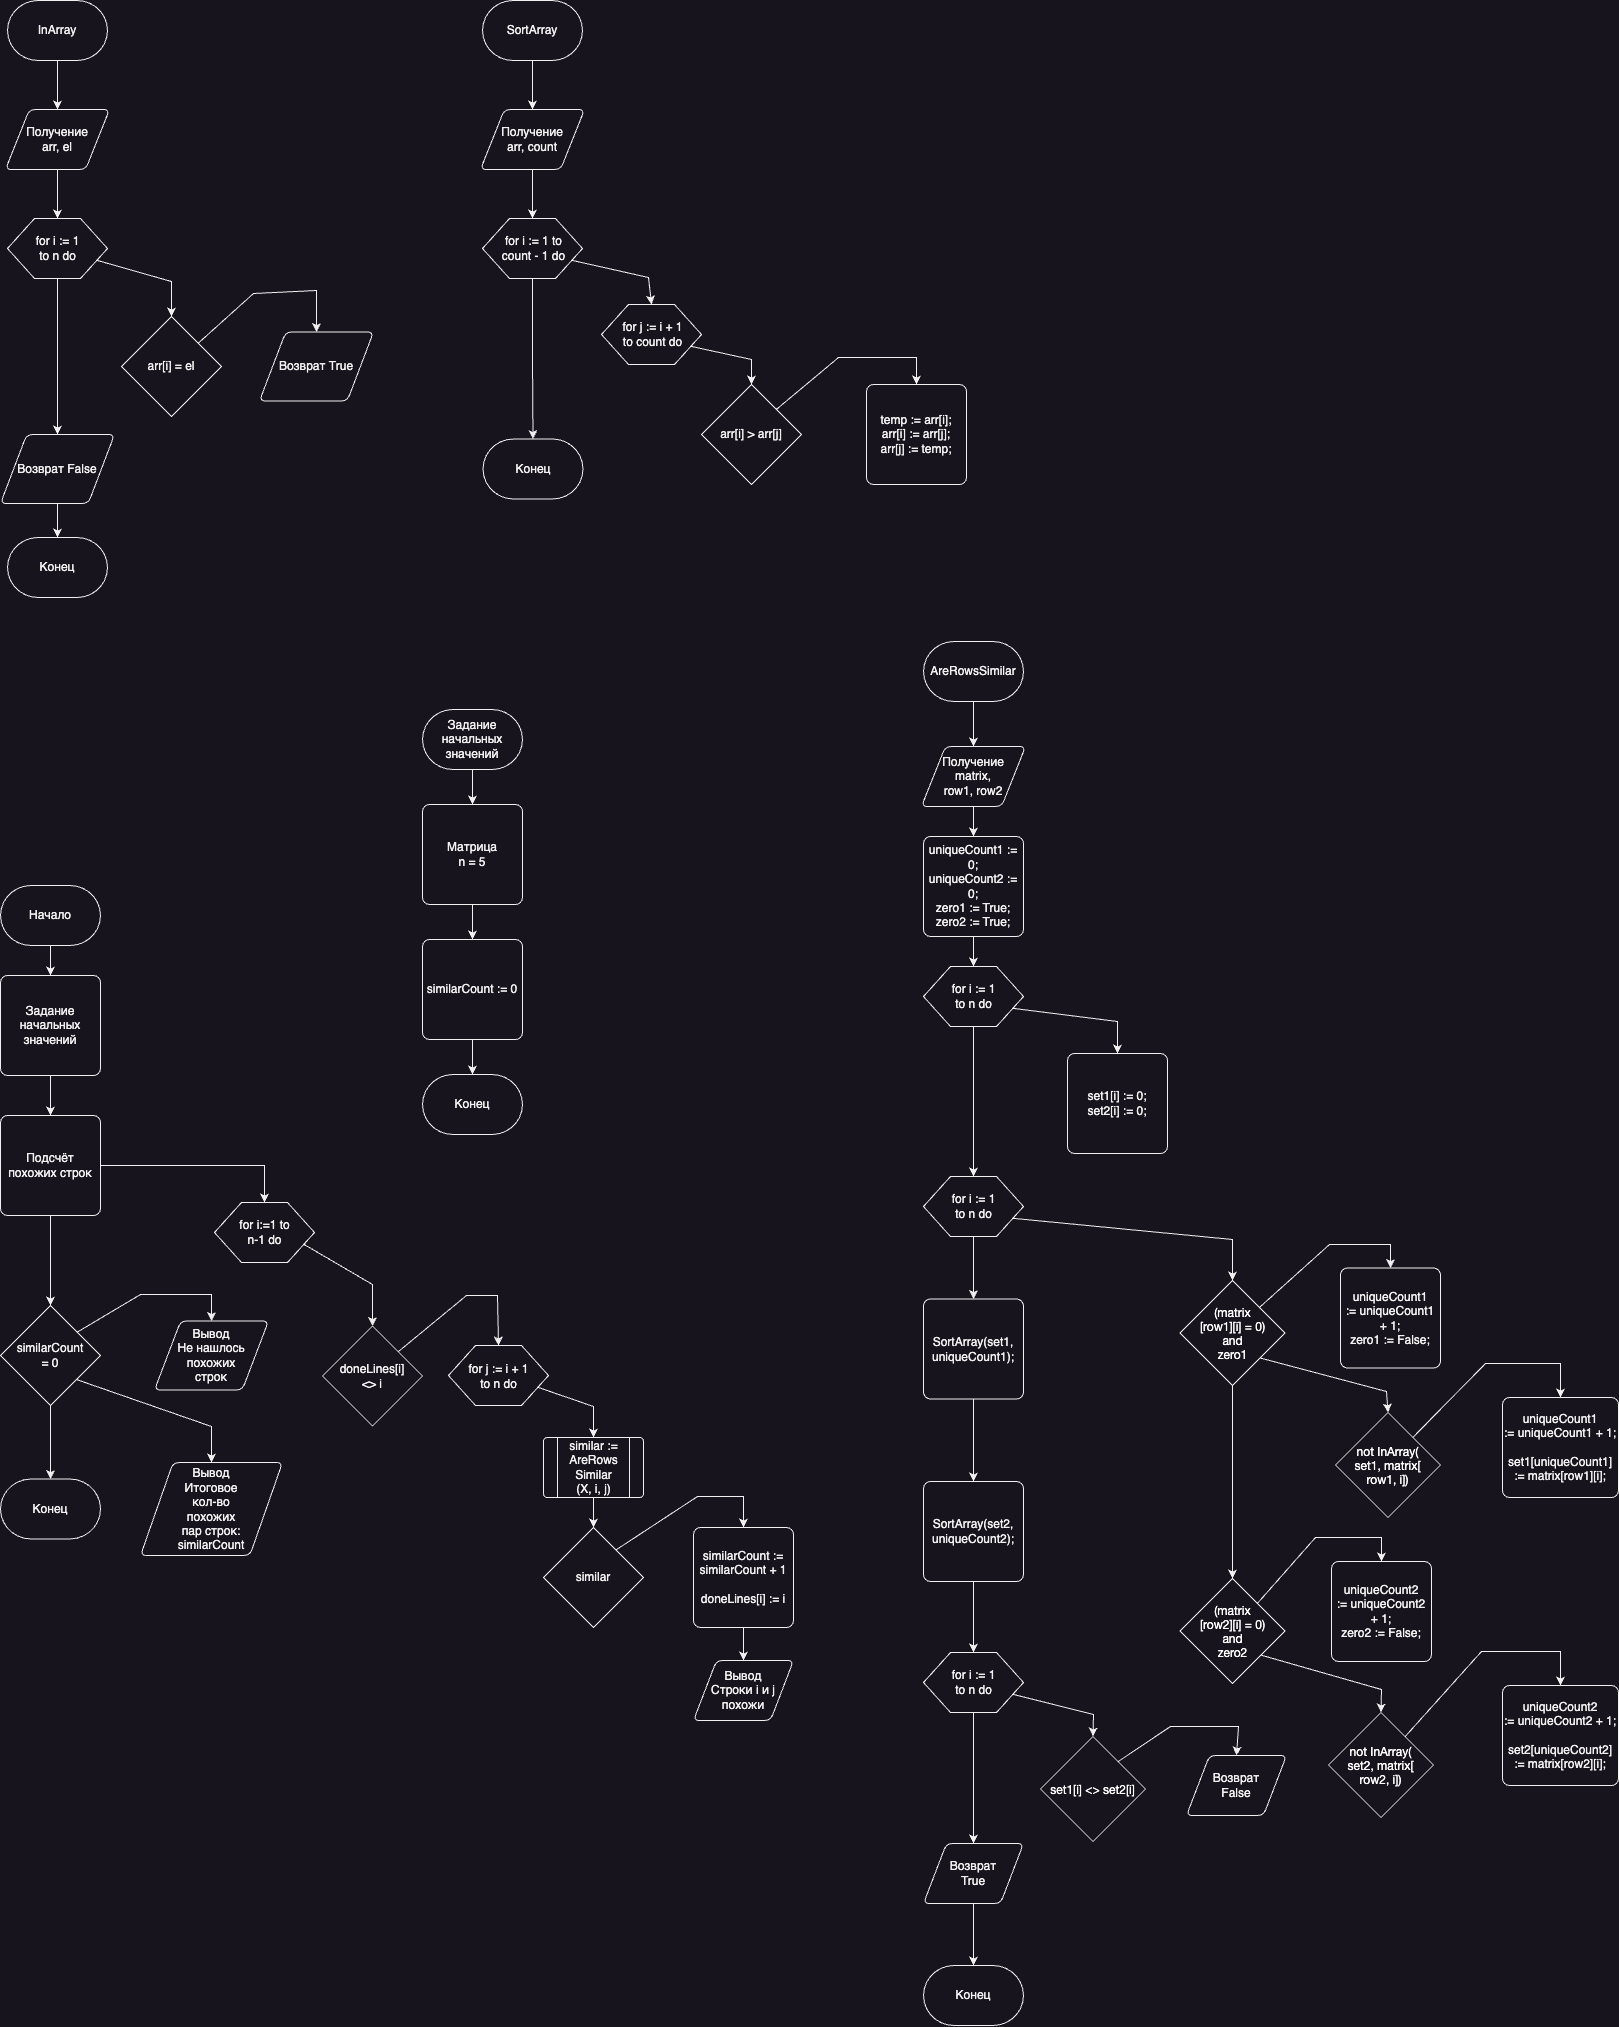 InArray
Получение
arr, el
for i := 1
to n do
arr[i] = el
Возврат True
Возврат False
Конец
SortArray
Получение
arr, count
for i := 1 to
count - 1 do
for j := i + 1
to count do
arr[i] > arr[j]
temp := arr[i];
arr[i] := arr[j];
arr[j] := temp;
Конец
Начало
Задание
начальных
значений
Подсчёт
похожих строк
similarCount
= 0
Вывод
Не нашлось
похожих
строк
Вывод
Итоговое
кол-во
похожих
пар строк:
similarCount
Конец
for i:=1 to
n-1 do
doneLines[i]
<> i
for j := i + 1
to n do
similar :=
AreRows
Similar
(X, i, j)
similar
similarCount :=
similarCount + 1
doneLines[i] := i
Вывод
Строки i и j
похожи
Задание
начальных
значений
Матрица
n = 5
similarCount := 0
Конец
AreRowsSimilar
Получение
matrix,
row1, row2
uniqueCount1 :=
0;
uniqueCount2 :=
0;
zero1 := True;
zero2 := True;
for i := 1
to n do
set1[i] := 0;
set2[i] := 0;
for i := 1
to n do
(matrix
[row1][i] = 0)
and
zero1
uniqueCount1
:= uniqueCount1
+ 1;
zero1 := False;
not InArray(
set1, matrix[
row1, i])
uniqueCount1
:= uniqueCount1 + 1;
set1[uniqueCount1]
:= matrix[row1][i];
(matrix
[row2][i] = 0)
and
zero2
uniqueCount2
:= uniqueCount2
+ 1;
zero2 := False;
not InArray(
set2, matrix[
row2, i])
uniqueCount2
:= uniqueCount2 + 1;
set2[uniqueCount2]
:= matrix[row2][i];
SortArray(set1,
uniqueCount1);
SortArray(set2,
uniqueCount2);
for i := 1
to n do
set1[i] <> set2[i]
Возврат
False
Возврат
True
Конец